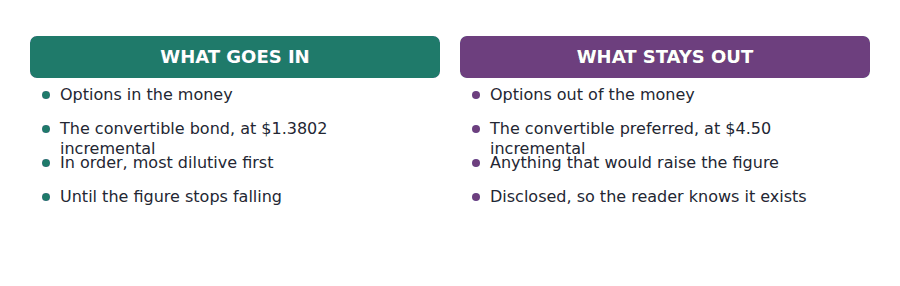 WHAT GOES IN
Options in the money
The convertible bond, at $1.3802
incremental
In order, most dilutive first
Until the figure stops falling
WHAT STAYS OUT
Options out of the money
The convertible preferred, at $4.50
incremental
Anything that would raise the figure
Disclosed, so the reader knows it exists